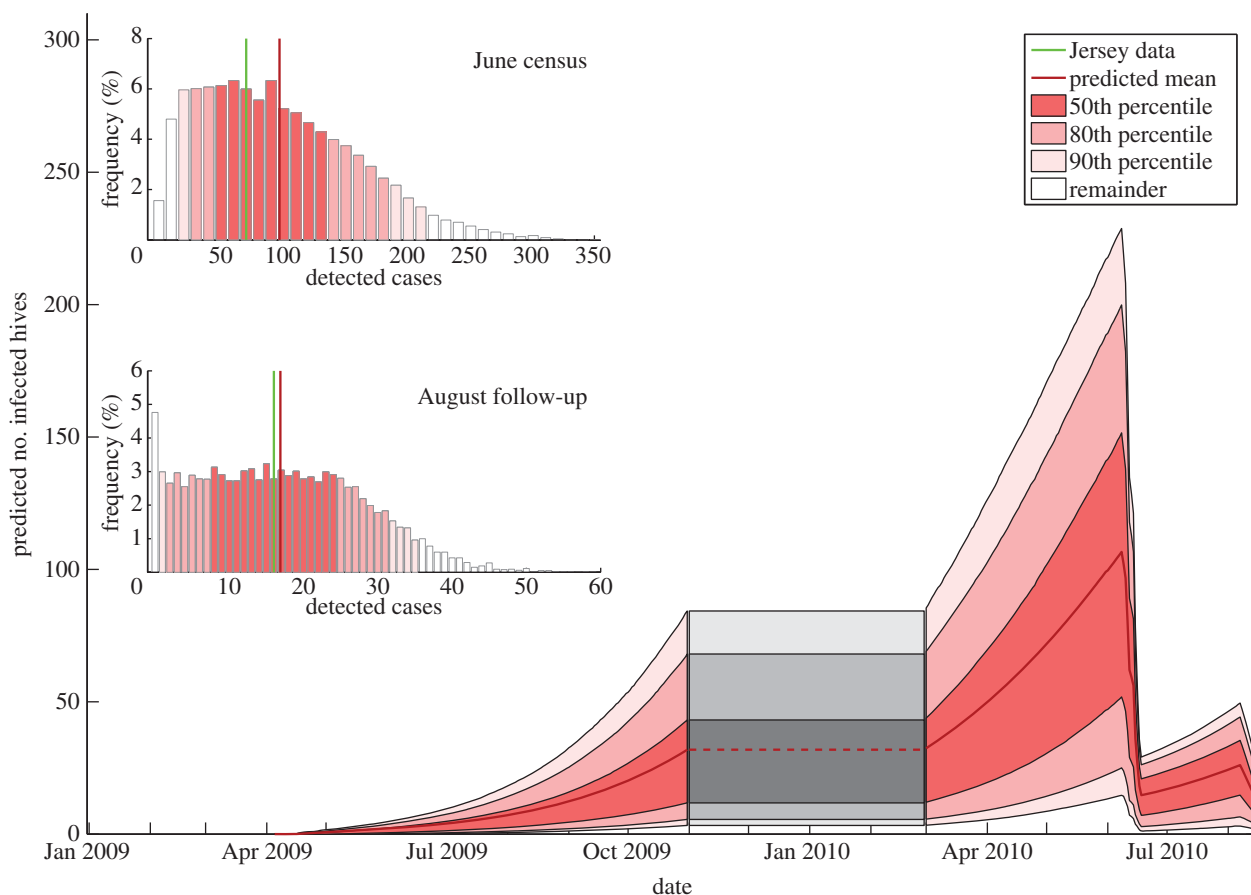 300
250
200
150
100
50
0
predicted no. infected hives
Jan 2009
Apr 2009
Jul 2009
Oct 2009
Jan 2010
Apr 2010
Jul 2010
date
June census
8
6
4
2
0
frequency (%)
50
100
150
200
250
300
350
detected cases
August follow-up
6
5
4
3
2
1
0
frequency (%)
10
20
30
40
50
60
detected cases
Jersey data
predicted mean
50th percentile
80th percentile
90th percentile
remainder